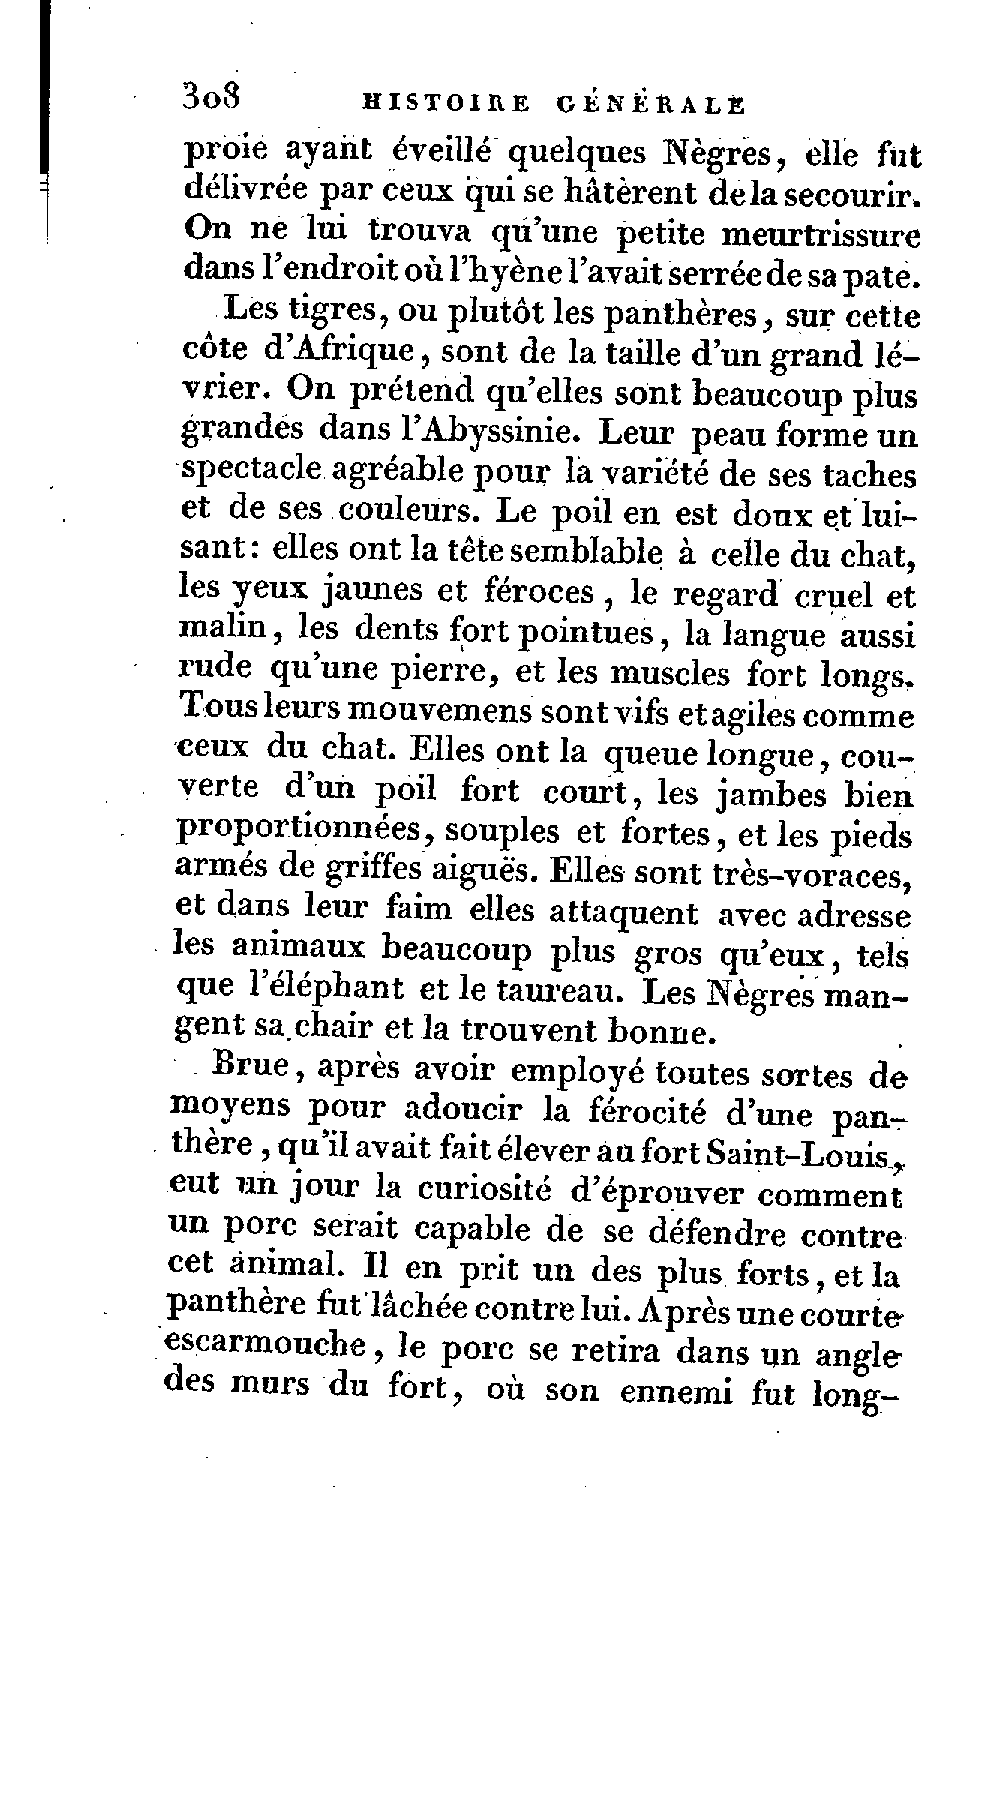 308 HISTOIRE GÉNÉRALE
proie ayant éveillé quelques Nègres, elle fut
délivrée par ceux qui se hâtèrent de la secourir.
On ne lui trouva qu'une petite meurtrissure
dans l'endroit où l'hyène l'avait serrée de sa pate.
Les tigres, ou plutôt les panthères, sur cette
côte d'Afrique, sont de la taille d'un grand lé-
vrier. On prétend qu'elles sont beaucoup plus
grandes dans l'Abyssinie. Leur peau forme un
spectacle agréable pour la variété de ses taches
et de ses couleurs. Le poil en est doux et lui-
sant: elles ont la tête semblable à celle du chat,
les yeux jaunes et féroces, le regard cruel et
malin, les dents fort pointues, la langue aussi
rude qu'une pierre, et les muscles fort longs.
Tous leurs mouvemens sont vifs et agiles comme
ceux du chat. Elles ont la queue longue, cou-
verte d'un poil fort court, les jambes bien
proportionnées, souples et fortes, et les pieds
armés de griffes aiguës. Elles sont très-voraces,
et dans leur faim elles attaquent avec adresse
les animaux beaucoup plus gros qu'eux, tels
que l'éléphant et le taureau. Les Nègres man-
gent sa chair et la trouvent bonne.
Brue, après avoir employé toutes sortes de
moyens pour adoucir la férocité d'une pan-
thère, qu'il avait fait élever au fort Saint-Louis,
eut un jour la curiosité d'éprouver comment
un porc serait capable de se défendre contre
cet animal. Il en prit un des plus forts, et la
panthère fut lâchée contre lui. Après une courte
escarmouche, le porc se retira dans un angle
des murs du fort, où son ennemi fut long-